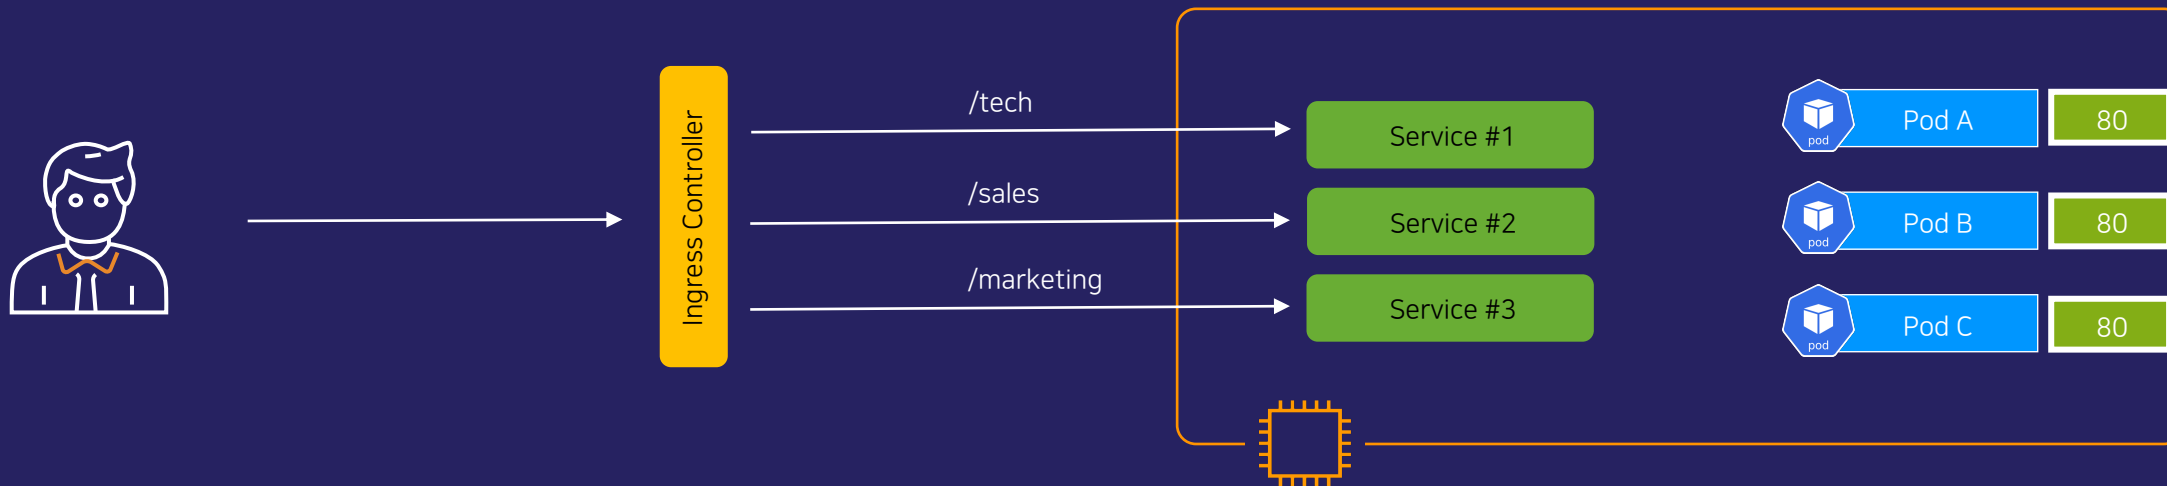 Ingress Controller
/tech
/sales
/marketing
Service #1
Service #2
Service #3
pod
Pod A
80
pod
Pod B
80
pod
Pod C
80